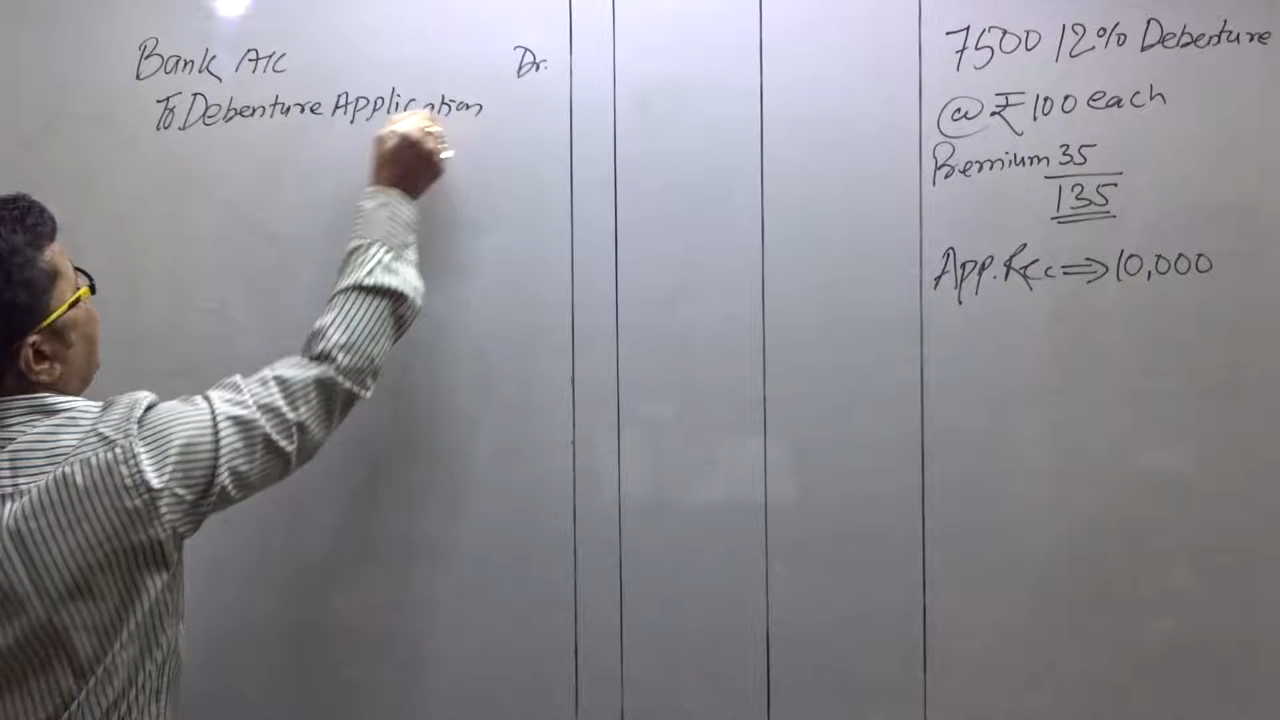 Bank A/C Dr.
To Debenture Application
7500 12% Debenture
@ ₹100 each
Premium 35
135
App. Rec ⇒ 10,000